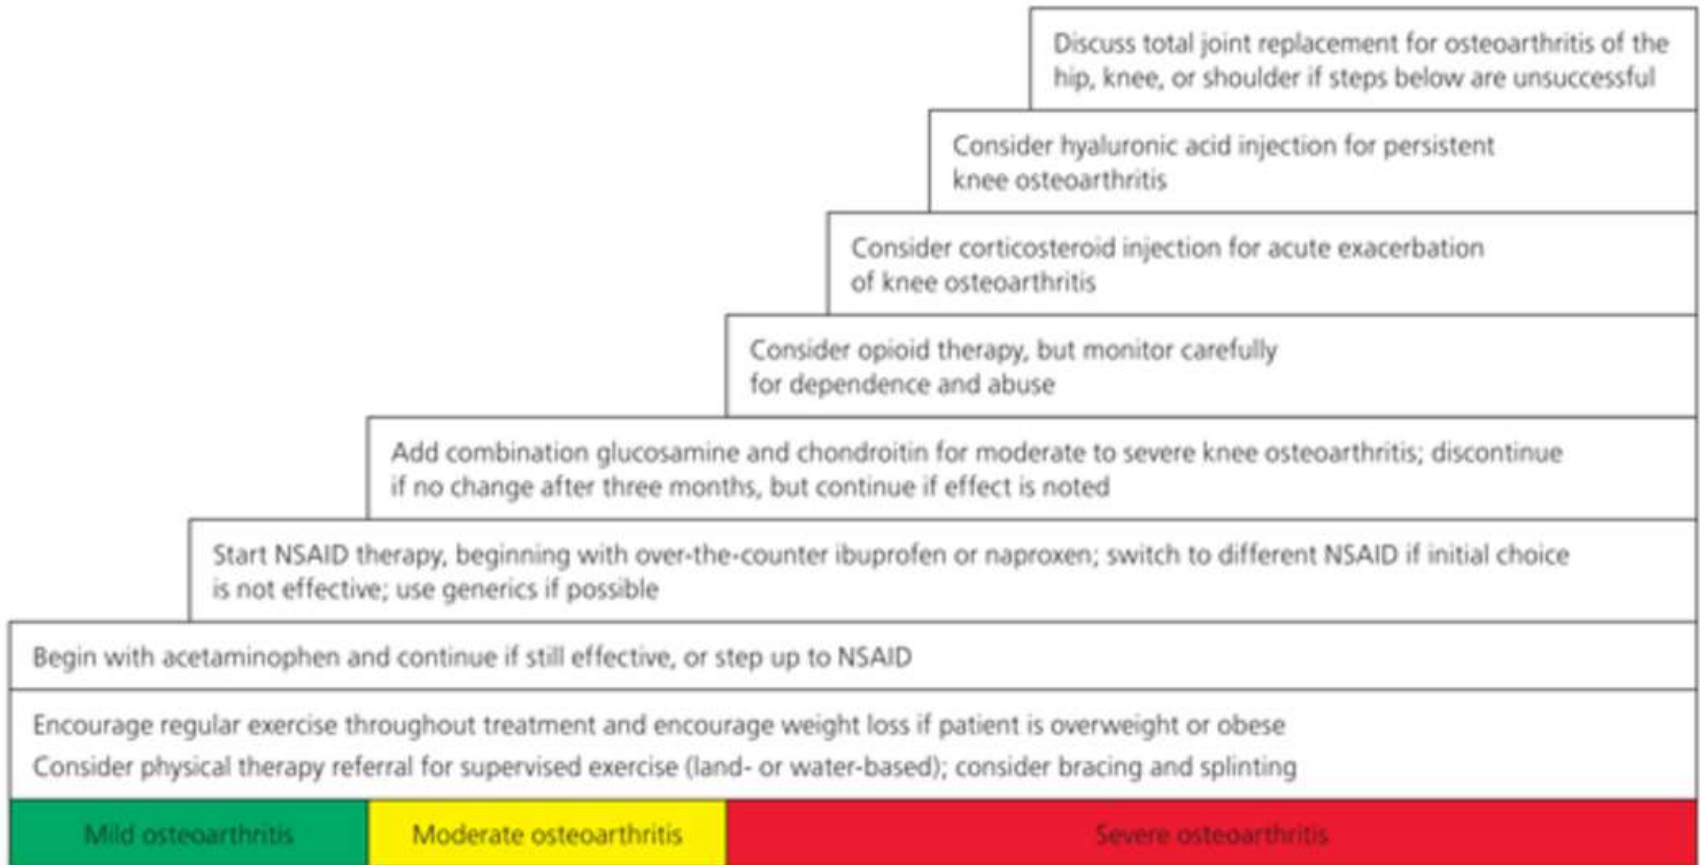 Discuss total joint replacement for osteoarthritis of the
hip, knee, or shoulder if steps below are unsuccessful
Consider hyaluronic acid injection for persistent
knee osteoarthritis
Consider corticosteroid injection for acute exacerbation
of knee osteoarthritis
Consider opioid therapy, but monitor carefully
for dependence and abuse
Add combination glucosamine and chondroitin for moderate to severe knee osteoarthritis; discontinue
if no change after three months, but continue if effect is noted
Start NSAID therapy, beginning with over-the-counter ibuprofen or naproxen; switch to different NSAID if initial choice
is not effective; use generics if possible
Begin with acetaminophen and continue if still effective, or step up to NSAID
Encourage regular exercise throughout treatment and encourage weight loss if patient is overweight or obese
Consider physical therapy referral for supervised exercise (land- or water-based); consider bracing and splinting
Mild osteoarthritis
Moderate osteoarthritis
Severe osteoarthritis